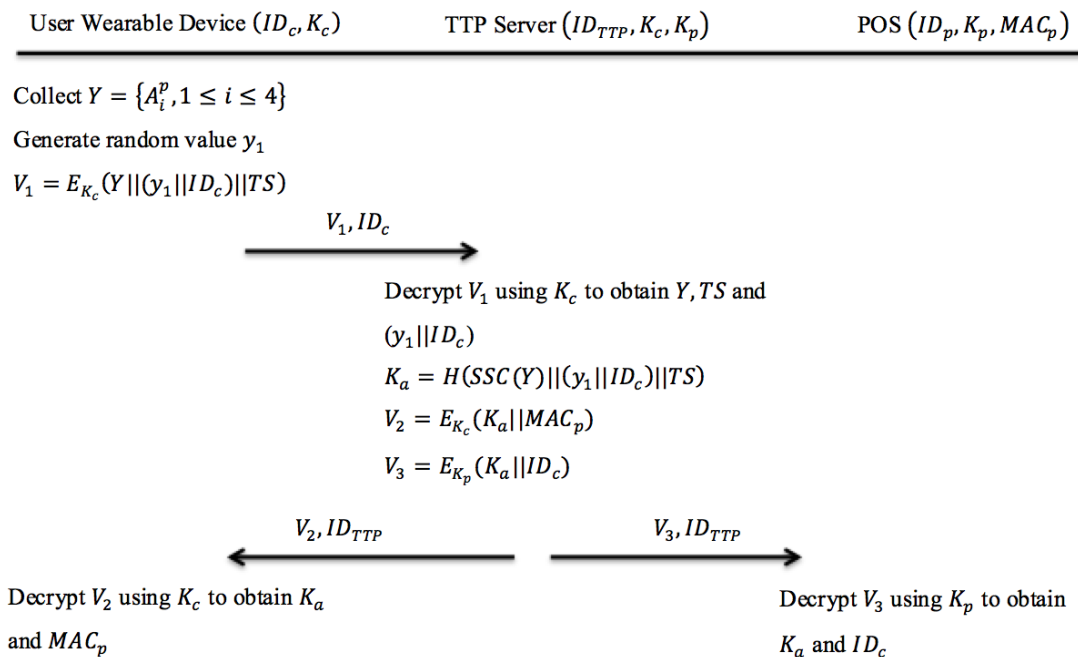 User Wearable Device (ID_c, K_c) TTP Server (ID_TTP, K_c, K_p) POS (ID_p, K_p, MAC_p)
Collect Y = {A_i^p, 1 ≤ i ≤ 4}
Generate random value y_1
V_1 = E_{K_c}(Y||(y_1||ID_c)||TS)
V_1, ID_c
Decrypt V_1 using K_c to obtain Y, TS and
(y_1||ID_c)
K_a = H(SSC(Y)||(y_1||ID_c)||TS)
V_2 = E_{K_c}(K_a||MAC_p)
V_3 = E_{K_p}(K_a||ID_c)
V_2, ID_TTP V_3, ID_TTP
Decrypt V_2 using K_c to obtain K_a
and MAC_p
Decrypt V_3 using K_p to obtain
K_a and ID_c